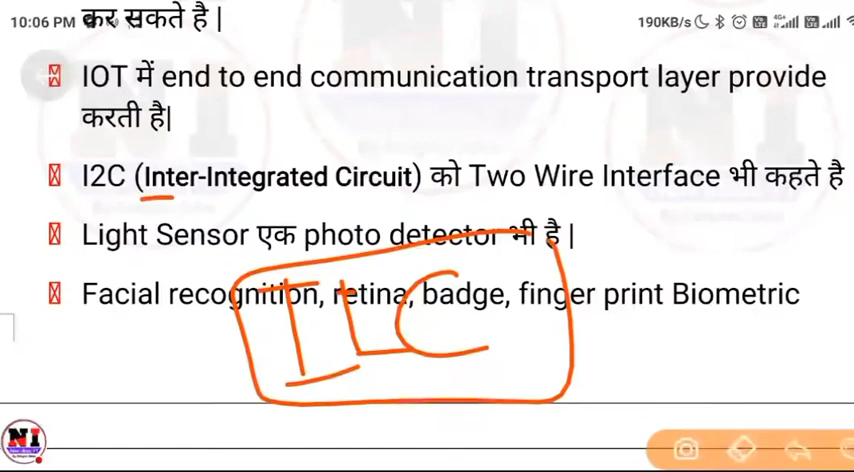 10:06 PM
190KB/s
कर सकते है |
IOT में end to end communication transport layer provide
करती है|
I2C (Inter-Integrated Circuit) को Two Wire Interface भी कहते है
Light Sensor एक photo detector भी है |
Facial recognition, retina, badge, finger print Biometric
ILC
NI